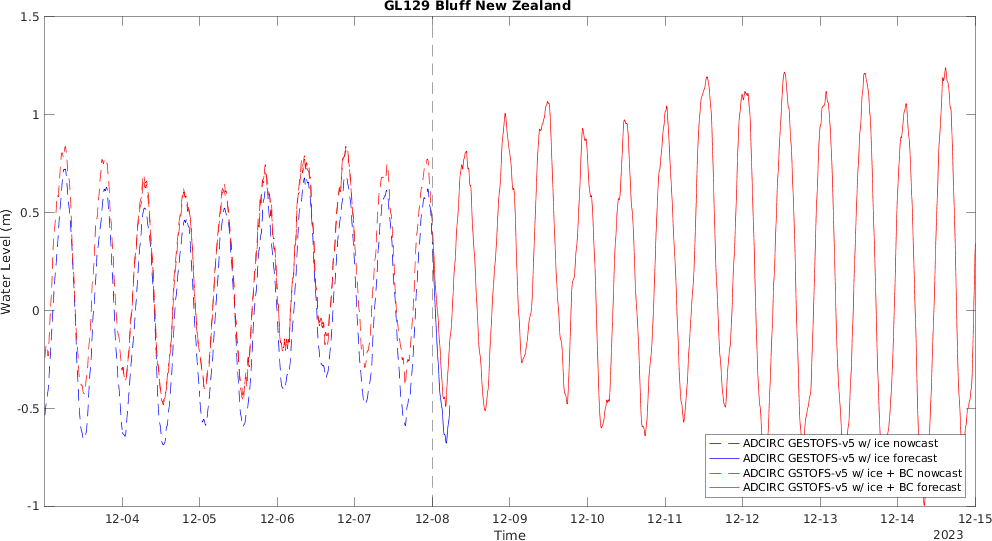 GL129 Bluff New Zealand
1.5
1
0.5
0
-0.5
-1
Water Level (m)
12-04
12-05
12-06
12-07
12-08
12-09
12-10
12-11
12-12
12-13
12-14
12-15
Time
2023
ADCIRC GESTOFS-v5 w/ ice nowcast
ADCIRC GESTOFS-v5 w/ ice forecast
ADCIRC GSTOFS-v5 w/ ice + BC nowcast
ADCIRC GSTOFS-v5 w/ ice + BC forecast